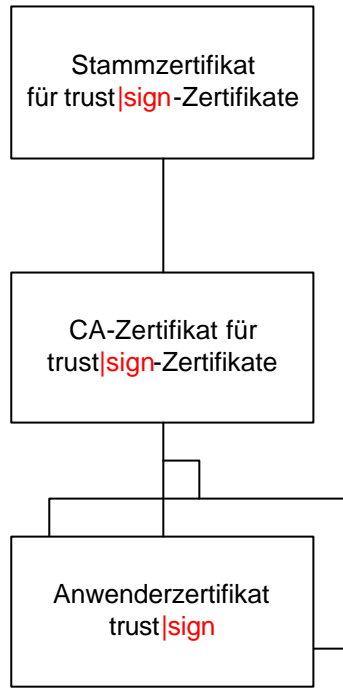 Stammzertifikat
für trust|sign-Zertifikate
CA-Zertifikat für
trust|sign-Zertifikate
Anwenderzertifikat
trust|sign